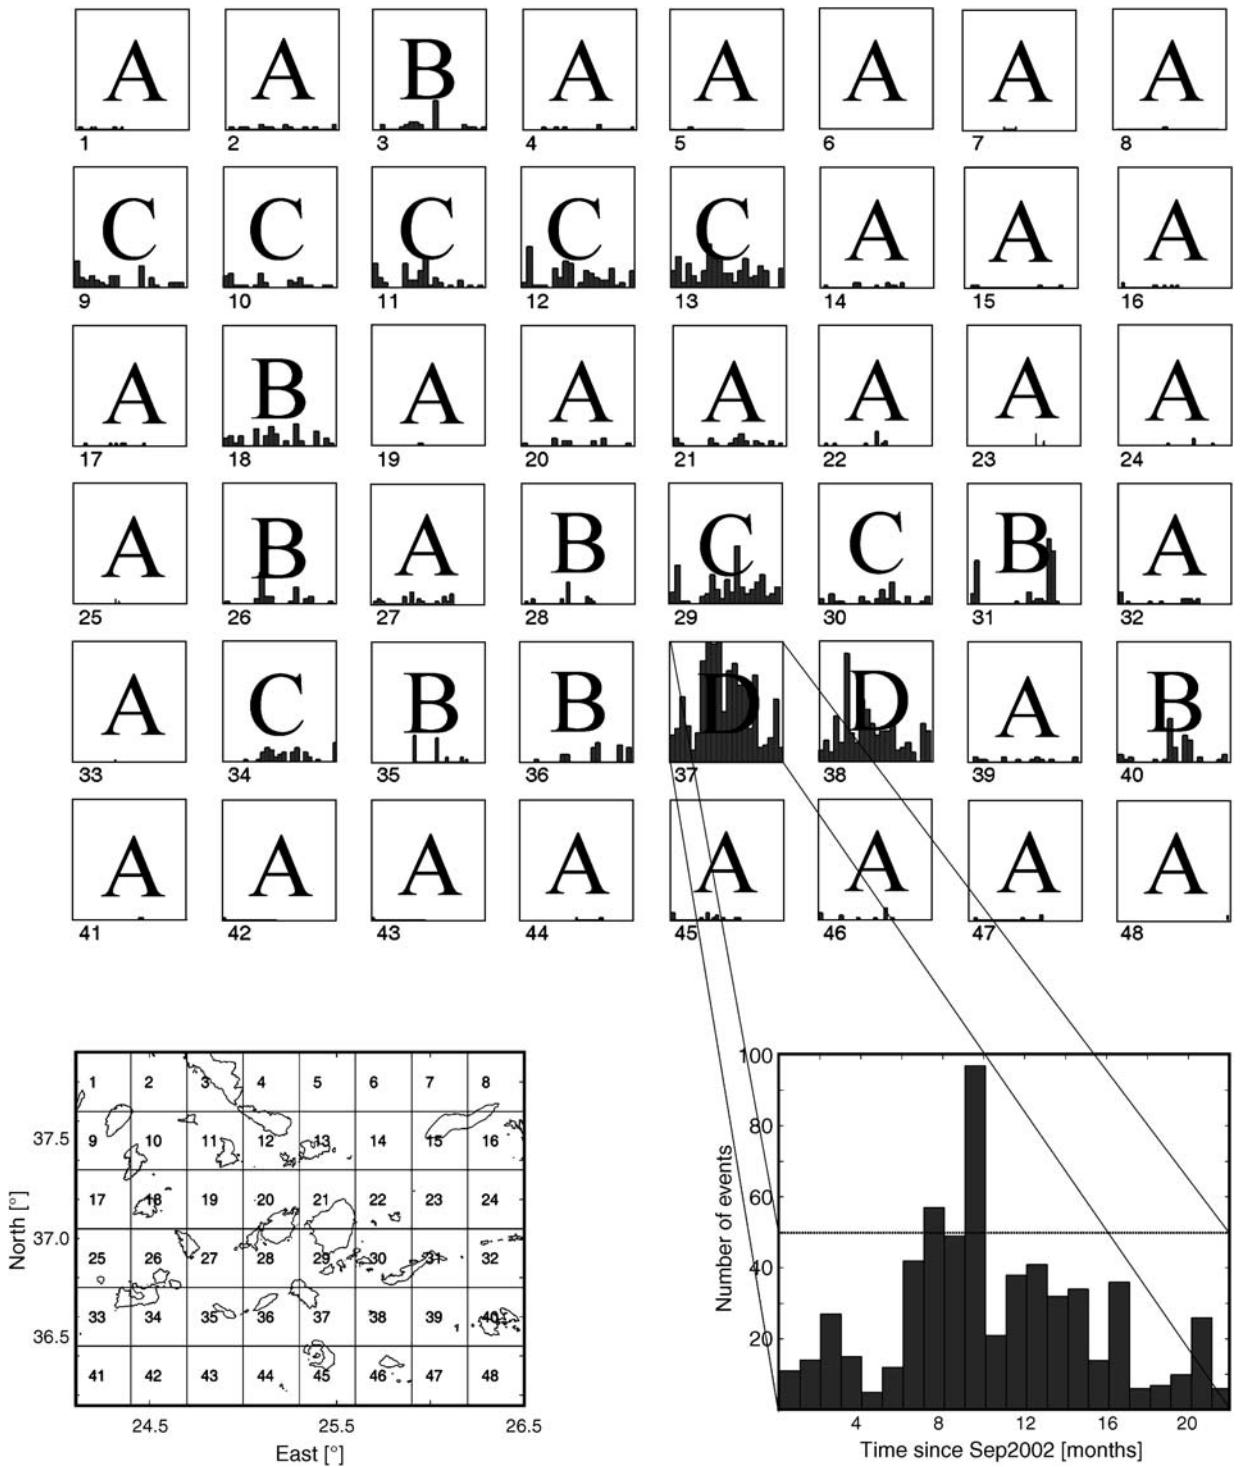 A A B A A A A A
1 2 3 4 5 6 7 8
C C C C C A A A
9 10 11 12 13 14 15 16
A B A A A A A A
17 18 19 20 21 22 23 24
A B A B C C B A
25 26 27 28 29 30 31 32
A C B B D D A B
33 34 35 36 37 38 39 40
A A A A A A A A
41 42 43 44 45 46 47 48
1 2 3 4 5 6 7 8
37.5
9 10 11 12 13 14 15 16
17 18 19 20 21 22 23 24
37.0
25 26 27 28 29 30 31 32
33 34 35 36 37 38 39 40
36.5
41 42 43 44 45 46 47 48
24.5 25.5 26.5
East [°]
North [°]
100
80
60
40
20
Number of events
4 8 12 16 20
Time since Sep2002 [months]